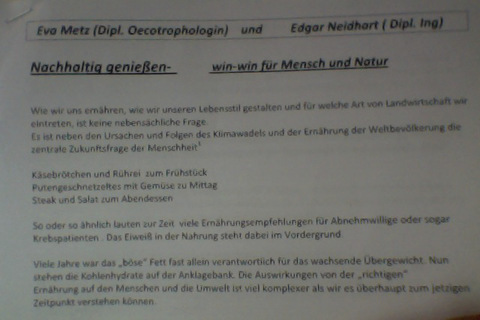 Eva Metz (Dipl. Oecotrophologin) und Edgar Neidhart ( Dipl. Ing)
Nachhaltig genießen- win-win für Mensch und Natur
Wie wir uns ernähren, wie wir unseren Lebensstil gestalten und für welche Art von Landwirtschaft wir
eintreten, ist keine nebensächliche Frage.
Es ist neben den Ursachen und Folgen des Klimawadels und der Ernährung der Weltbevölkerung die
zentrale Zukunftsfrage der Menschheit¹
Käsebrötchen und Rührei zum Frühstück
Putengeschnetzeltes mit Gemüse zu Mittag
Steak und Salat zum Abendessen
So oder so ähnlich lauten zur Zeit viele Ernährungsempfehlungen für Abnehmwillige oder sogar
Krebspatienten . Das Eiweiß in der Nahrung steht dabei im Vordergrund.
Viele Jahre war das „böse" Fett fast allein verantwortlich für das wachsende Übergewicht. Nun
stehen die Kohlenhydrate auf der Anklagebank. Die Auswirkungen von der „richtigen"
Ernährung auf den Menschen und die Umwelt ist viel komplexer als wir es überhaupt zum jetzigen
Zeitpunkt verstehen können.